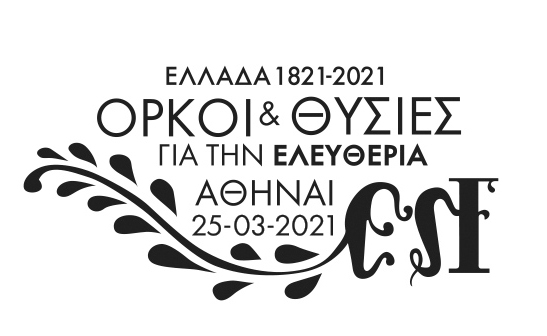 ΕΛΛΑΔΑ 1821-2021
ΟΡΚΟΙ & ΘΥΣΙΕΣ
ΓΙΑ ΤΗΝ ΕΛΕΥΘΕΡΙΑ
ΑΘΗΝΑΙ
25-03-2021